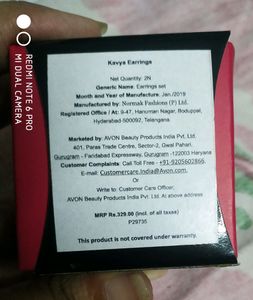 Kavya Earrings
Net Quantity: 2N
Generic Name: Earrings set
Month and Year of Manufacture: Jan./2019
Manufactured by: Normak Fashions (P) Ltd.
Registered Office / At: 9-47, Hanuman Nagar, Boduppal,
Hyderabad-500092, Telangana
Marketed by: AVON Beauty Products India Pvt. Ltd.
401, Paras Trade Centre, Sector-2, Gwal Pahari,
Gurugram - Faridabad Expressway, Gurugram -122003 Haryana
Customer Complaints: Call Toll Free - +91-9205602866,
E-mail: Customercare.India@Avon.com,
Or
Write to: Customer Care Officer,
AVON Beauty Products India Pvt. Ltd. At above address
MRP Rs.329.00 (incl. of all taxes)
P29735
This product is not covered under warranty.
REDMI NOTE 6 PRO
MI DUAL CAMERA